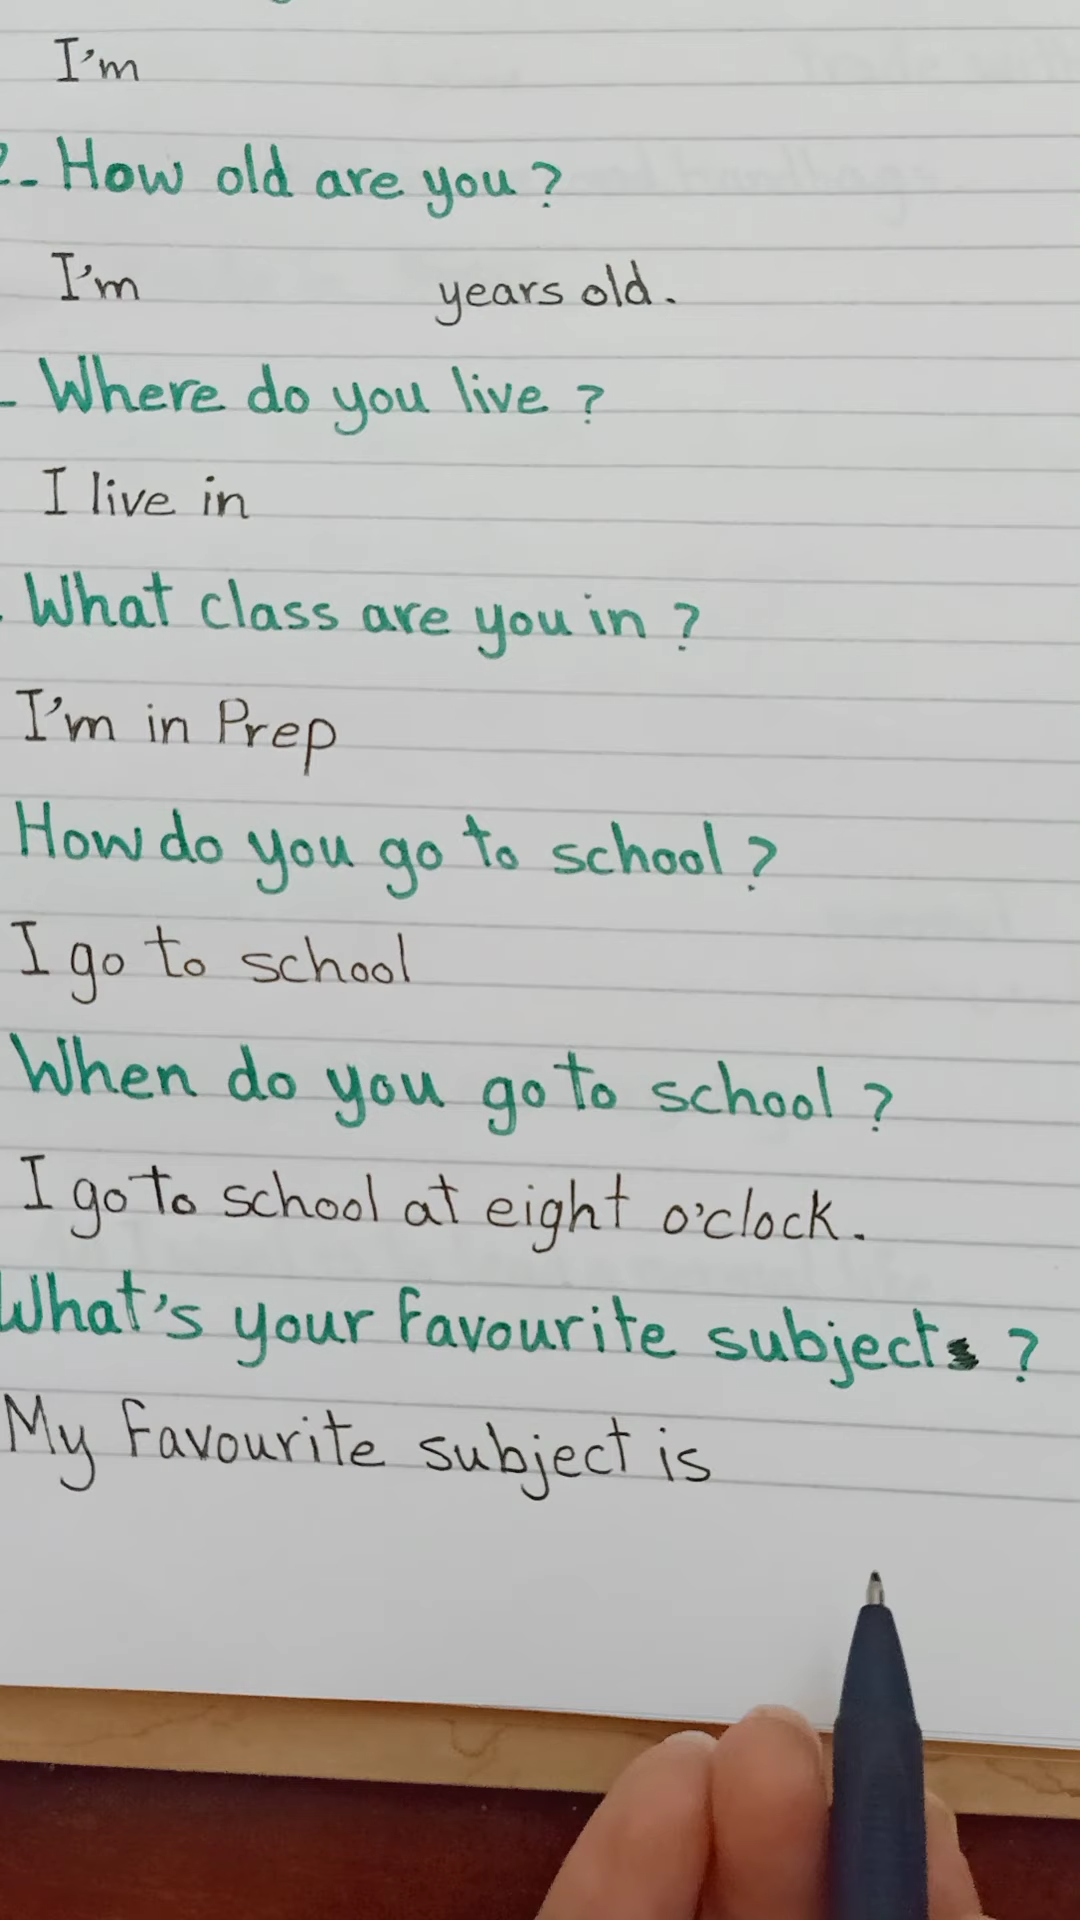 I'm
2- How old are you?
I'm years old.
- Where do you live?
I live in
What class are you in?
I'm in Prep
How do you go to school?
I go to school
When do you go to school?
I go to school at eight o'clock.
What's your favourite subject ?
My favourite subject is